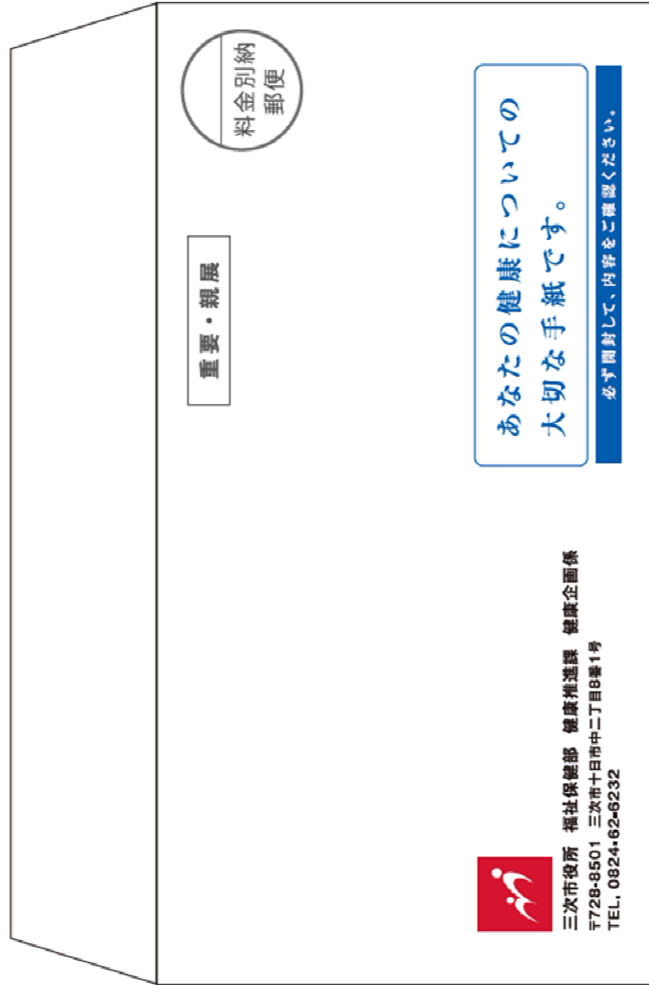 料金別納
郵便
重要・親展
あなたの健康についての
大切な手紙です。
必ず開封して、内容をご確認ください。
三次市役所 福祉保健部 健康推進課 健康企画係
〒728-8501 三次市十日市中二丁目8番1号
TEL, 0824-62-6232